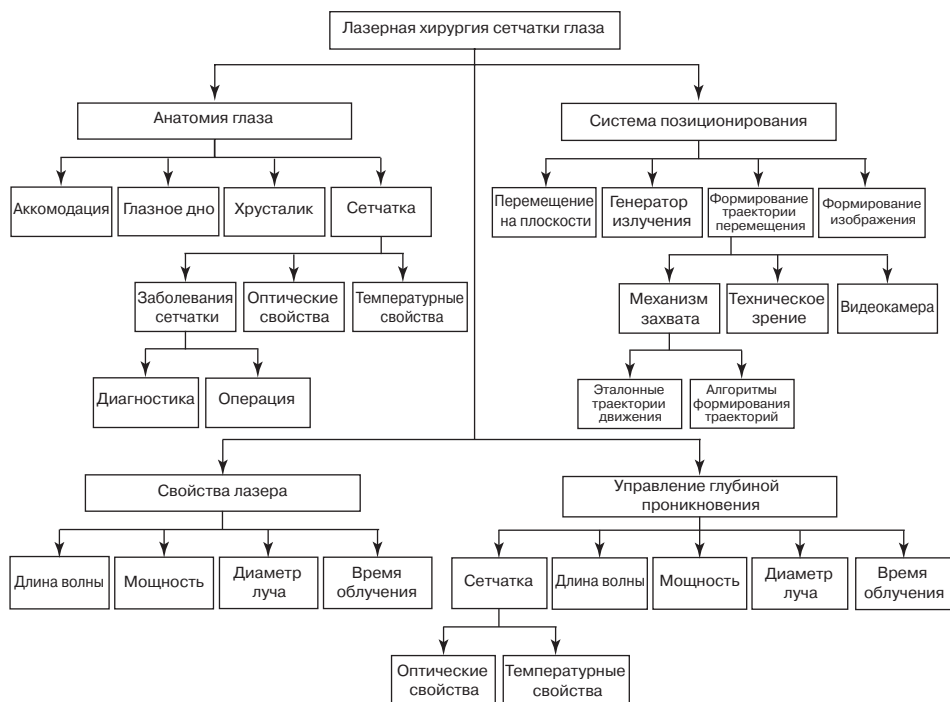 Лазерная хирургия сетчатки глаза
Анатомия глаза
Система позиционирования
Аккомодация
Глазное дно
Хрусталик
Сетчатка
Перемещение
на плоскости
Генератор
излучения
Формирование
траектории
перемещения
Формирование
изображения
Заболевания
сетчатки
Оптические
свойства
Температурные
свойства
Механизм
захвата
Техническое
зрение
Видеокамера
Диагностика
Операция
Эталонные
траектории
движения
Алгоритмы
формирования
траекторий
Свойства лазера
Управление глубиной
проникновения
Длина волны
Мощность
Диаметр
луча
Время
облучения
Сетчатка
Длина волны
Мощность
Диаметр
луча
Время
облучения
Оптические
свойства
Температурные
свойства